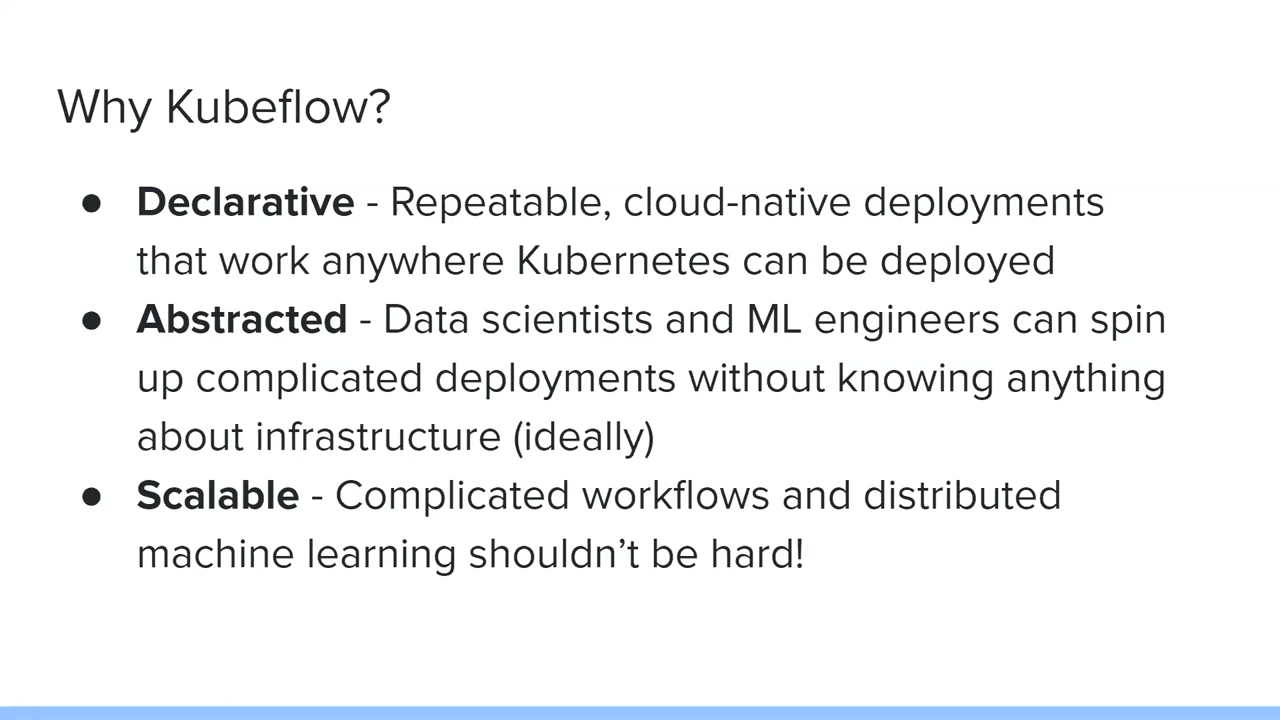 Why Kubeflow?
● Declarative - Repeatable, cloud-native deployments
that work anywhere Kubernetes can be deployed
● Abstracted - Data scientists and ML engineers can spin
up complicated deployments without knowing anything
about infrastructure (ideally)
● Scalable - Complicated workflows and distributed
machine learning shouldn’t be hard!